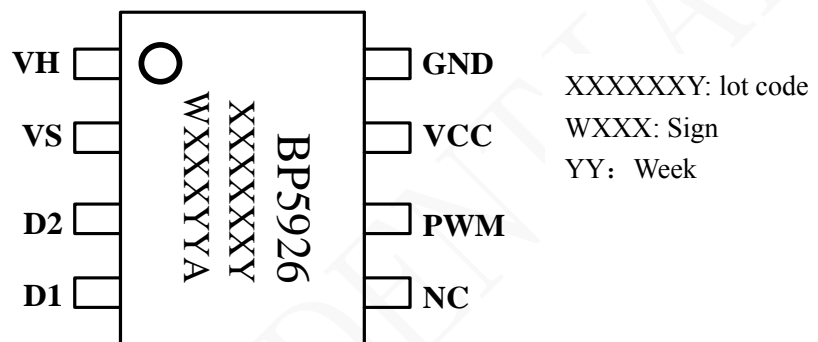 VH
VS
D2
D1
BP5926
XXXXXXY
WXXXYYA
GND
VCC
PWM
NC
XXXXXXY: lot code
WXXX: Sign
YY：Week